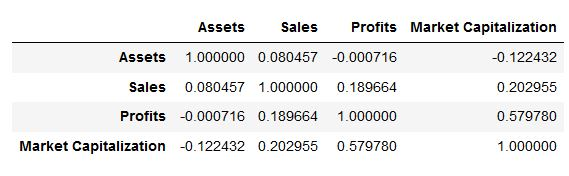 Assets Sales Profits Market Capitalization
Assets 1.000000 0.080457 -0.000716 -0.122432
Sales 0.080457 1.000000 0.189664 0.202955
Profits -0.000716 0.189664 1.000000 0.579780
Market Capitalization -0.122432 0.202955 0.579780 1.000000